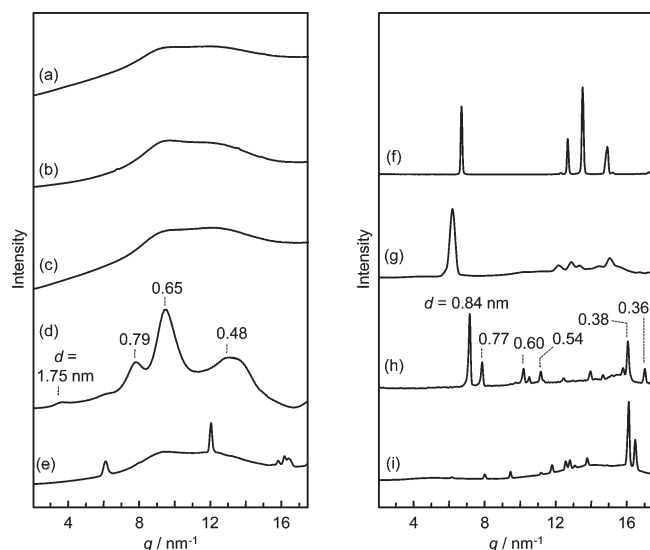 Intensity
(a)
(b)
(c)
(d)
d =
1.75 nm
0.79
0.65
0.48
(e)
4 8 12 16
q / nm⁻¹
Intensity
(f)
(g)
(h)
d = 0.84 nm
0.77
0.60
0.54
0.38
0.36
(i)
4 8 12 16
q / nm⁻¹